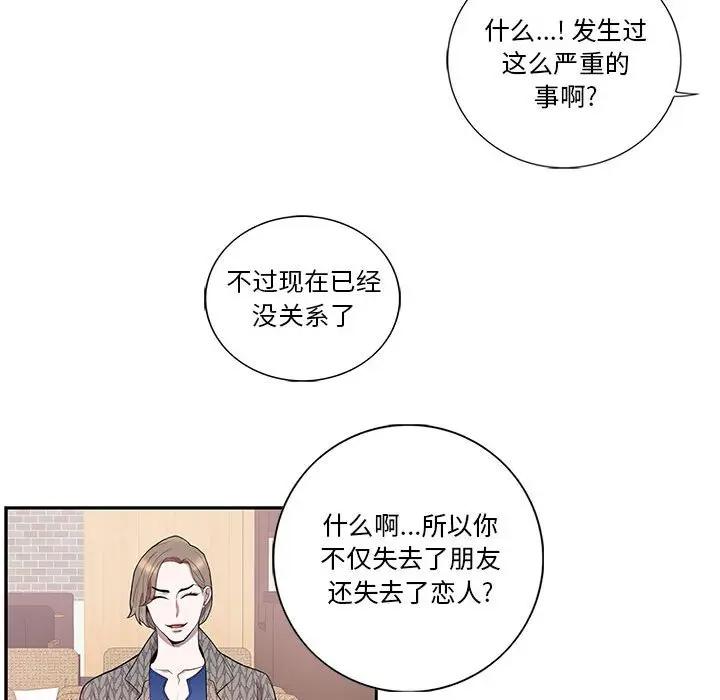 什么...! 发生过
这么严重的
事啊?
不过现在已经
没关系了
什么啊...所以你
不仅失去了朋友
还失去了恋人?